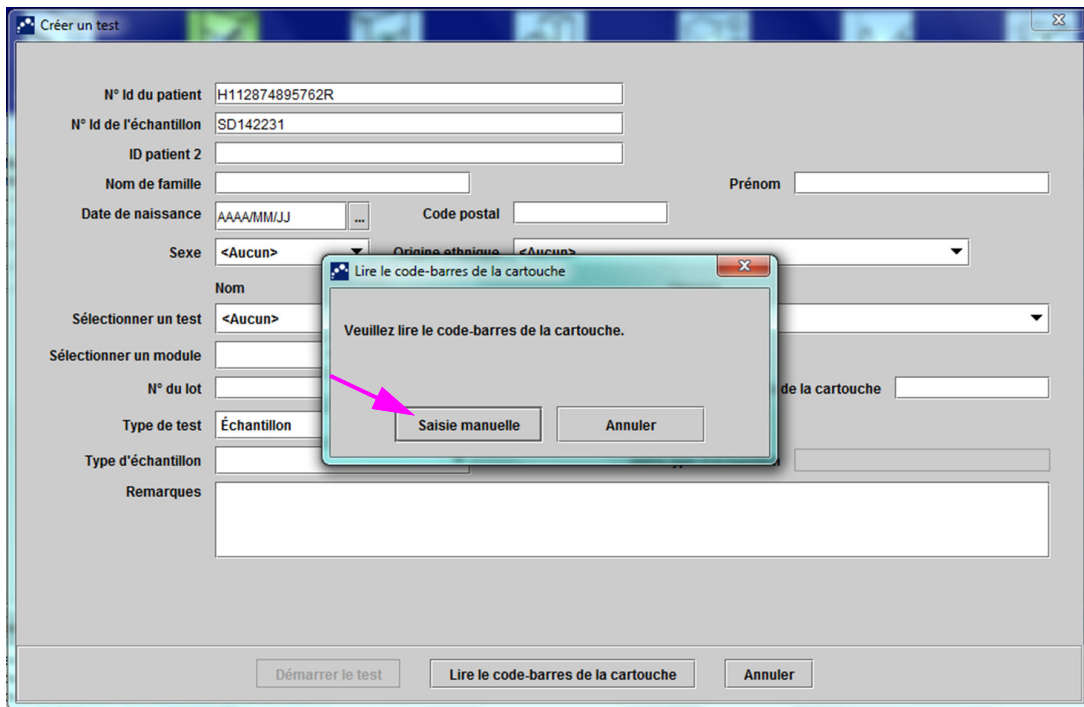 Créer un test
N° Id du patient H112874895762R
N° Id de l'échantillon SD142231
ID patient 2
Nom de famille Prénom
Date de naissance AAAA/MM/JJ ... Code postal
Sexe <Aucun> Origine ethnique <Aucun>
Lire le code-barres de la cartouche
Nom
Sélectionner un test <Aucun>
Veuillez lire le code-barres de la cartouche.
Sélectionner un module
N° du lot de la cartouche
Type de test Échantillon
Saisie manuelle Annuler
Type d'échantillon
Remarques
Démarrer le test Lire le code-barres de la cartouche Annuler